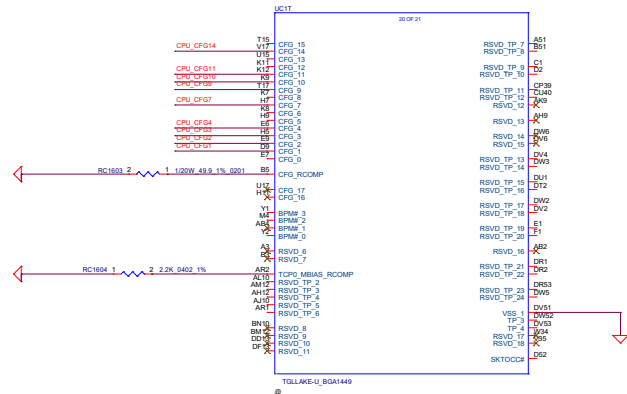 UC1T
20 OF 21
T15 CFG_15 RSVD_TP_7 A51
CPU_CFG14 V17 CFG_14 RSVD_TP_8 B51
U15 CFG_13
K11 CFG_12 RSVD_TP_9 C1
CPU_CFG11 K12 CFG_11 RSVD_TP_10 D2
CPU_CFG10 K9 CFG_10
CPU_CFG9 T17 CFG_9 RSVD_TP_11 CP39
K7 CFG_8 RSVD_TP_12 CU40
CPU_CFG7 H7 CFG_7 RSVD_12 AK9
K8 CFG_6
H9 CFG_5 RSVD_13 AH9
CPU_CFG4 E6 CFG_4
CPU_CFG3 H5 CFG_3 RSVD_14 DW6
CPU_CFG2 E9 CFG_2 RSVD_15 DV6
CPU_CFG1 D9 CFG_1
E7 CFG_0 RSVD_TP_13 DV4
RSVD_TP_14 DW3
RC1603 2 1 1/20W_49.9_1%_0201 B5 CFG_RCOMP
RSVD_TP_15 DU1
U17 CFG_17 RSVD_TP_16 DT2
CFG_16
RSVD_TP_17 DW2
Y1 BPM#_3 RSVD_TP_18 DV2
M4 BPM#_2
BPM#_1 RSVD_TP_19 E1
Y2 BPM#_0 RSVD_TP_20 F1
A3 RSVD_6 RSVD_16 AB2
RSVD_7
RSVD_TP_21 DR1
RC1604 1 2 2.2K_0402_1% AR2 TCP0_MBIAS_RCOMP RSVD_TP_22 DR2
AL10 RSVD_TP_2
AM12 RSVD_TP_3 RSVD_TP_23 DR53
AH12 RSVD_TP_4 RSVD_TP_24 DW5
AJ10 RSVD_TP_5
AR1 RSVD_TP_6 VSS_1 DV51
TP_3 DW52
BN10 RSVD_8 TP_4 DV53
RSVD_9 RSVD_17 W34
RSVD_10 RSVD_18
RSVD_11
SKTOCC# D52
TGLLAKE-U_BGA1449
@